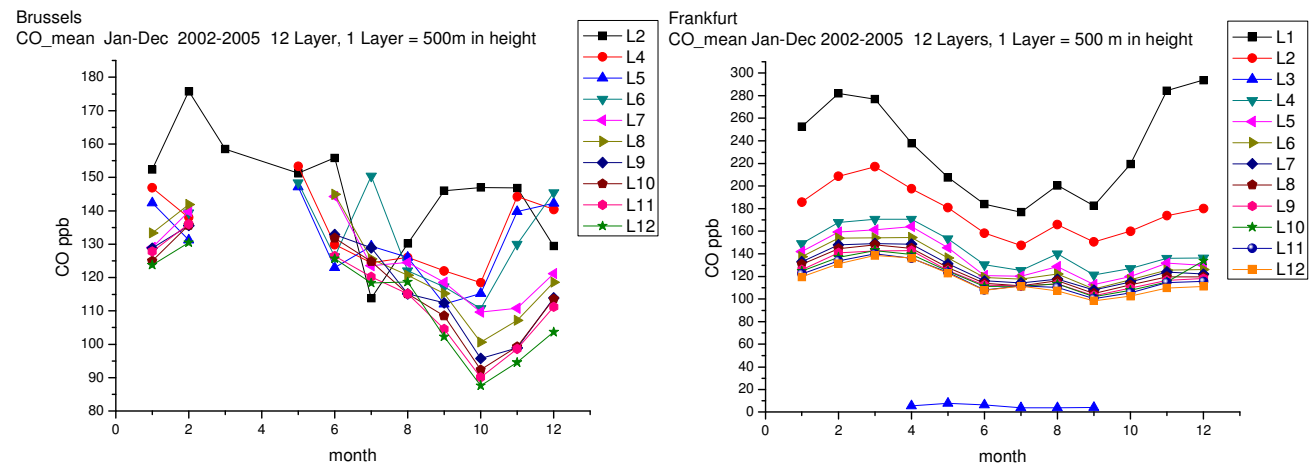 Brussels
CO_mean Jan-Dec 2002-2005 12 Layer, 1 Layer = 500m in height
180
170
160
150
140
130
120
110
100
90
80
CO ppb
0 2 4 6 8 10 12
month
L2
L4
L5
L6
L7
L8
L9
L10
L11
L12
Frankfurt
CO_mean Jan-Dec 2002-2005 12 Layers, 1 Layer = 500 m in height
300
280
260
240
220
200
180
160
140
120
100
80
60
40
20
0
CO ppb
0 2 4 6 8 10 12
month
L1
L2
L3
L4
L5
L6
L7
L8
L9
L10
L11
L12